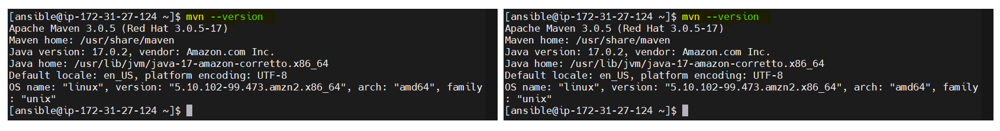 [ansible@ip-172-31-27-124 ~]$ mvn --version
Apache Maven 3.0.5 (Red Hat 3.0.5-17)
Maven home: /usr/share/maven
Java version: 17.0.2, vendor: Amazon.com Inc.
Java home: /usr/lib/jvm/java-17-amazon-corretto.x86_64
Default locale: en_US, platform encoding: UTF-8
OS name: "linux", version: "5.10.102-99.473.amzn2.x86_64", arch: "amd64", family
: "unix"
[ansible@ip-172-31-27-124 ~]$
[ansible@ip-172-31-27-124 ~]$ mvn --version
Apache Maven 3.0.5 (Red Hat 3.0.5-17)
Maven home: /usr/share/maven
Java version: 17.0.2, vendor: Amazon.com Inc.
Java home: /usr/lib/jvm/java-17-amazon-corretto.x86_64
Default locale: en_US, platform encoding: UTF-8
OS name: "linux", version: "5.10.102-99.473.amzn2.x86_64", arch: "amd64", family
: "unix"
[ansible@ip-172-31-27-124 ~]$